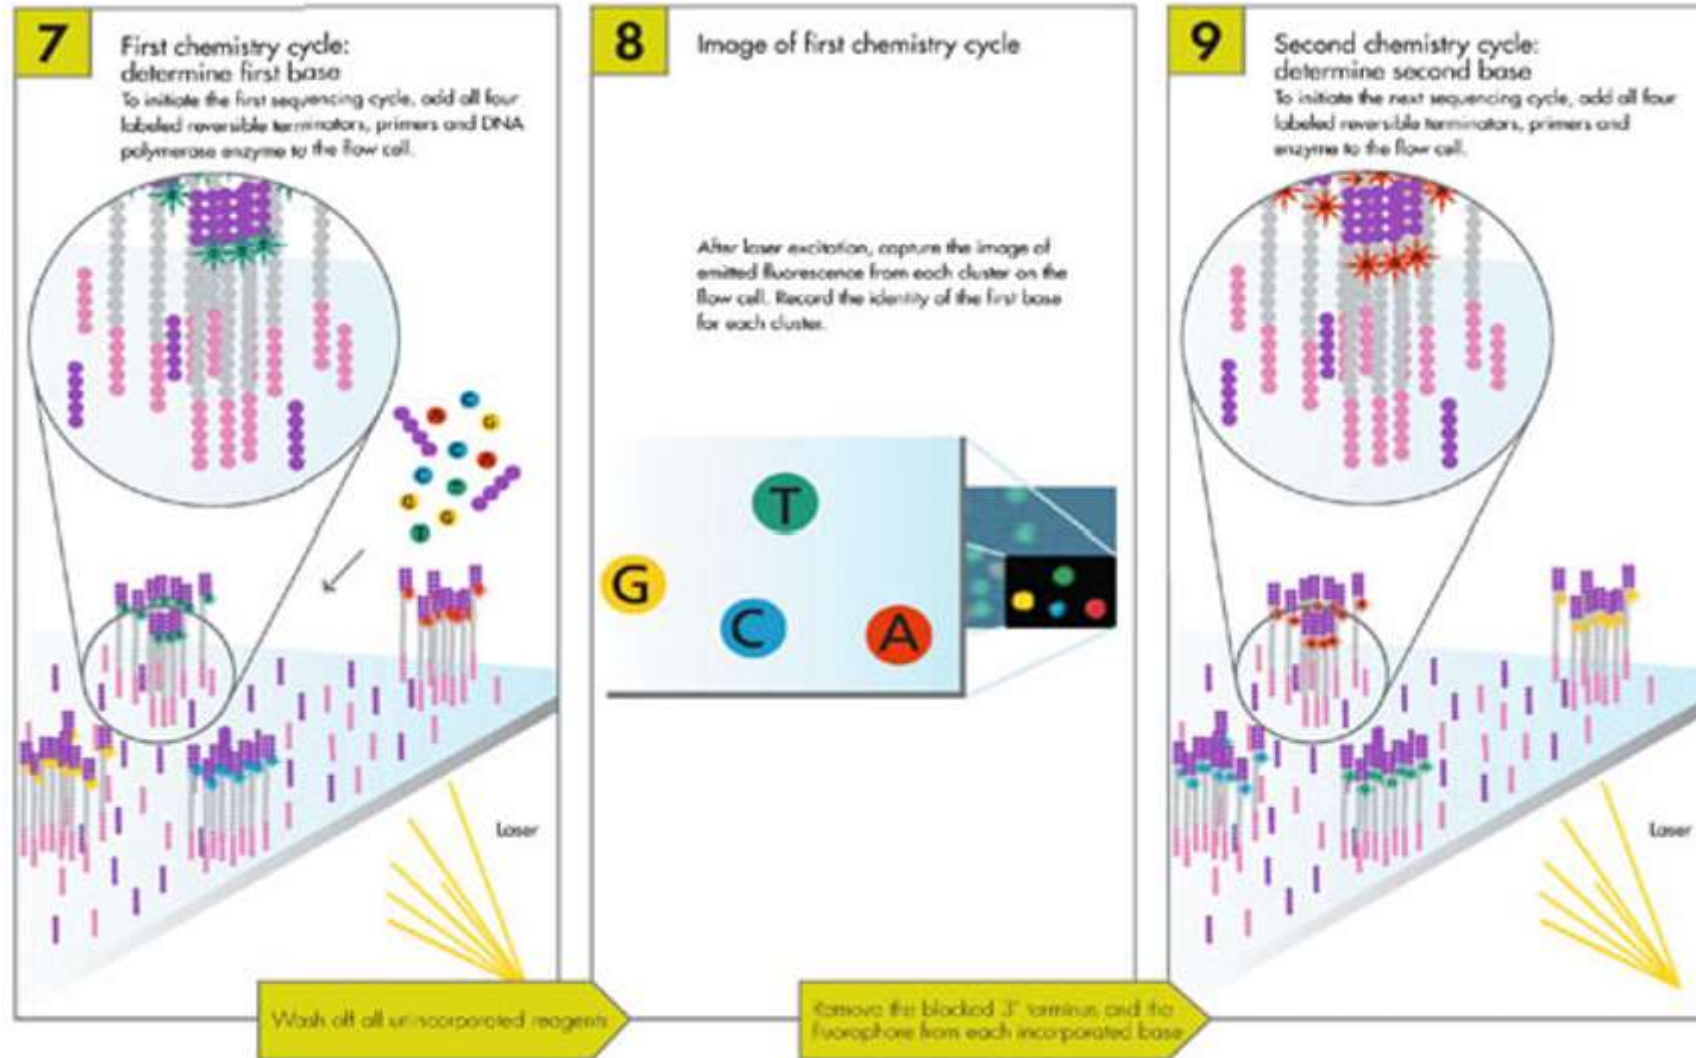 7
First chemistry cycle:
determine first base
To initiate the first sequencing cycle, add all four
labeled reversible terminators, primers and DNA
polymerase enzyme to the flow cell.
C
A
G
C
A
C
G
G
T
Laser
Wash off all unincorporated reagents
8
Image of first chemistry cycle
After laser excitation, capture the image of
emitted fluorescence from each cluster on the
flow cell. Record the identity of the first base
for each cluster.
T
G
C
A
Remove the blocked 3' terminus and the
fluorophore from each incorporated base
9
Second chemistry cycle:
determine second base
To initiate the next sequencing cycle, add all four
labeled reversible terminators, primers and
enzyme to the flow cell.
Laser